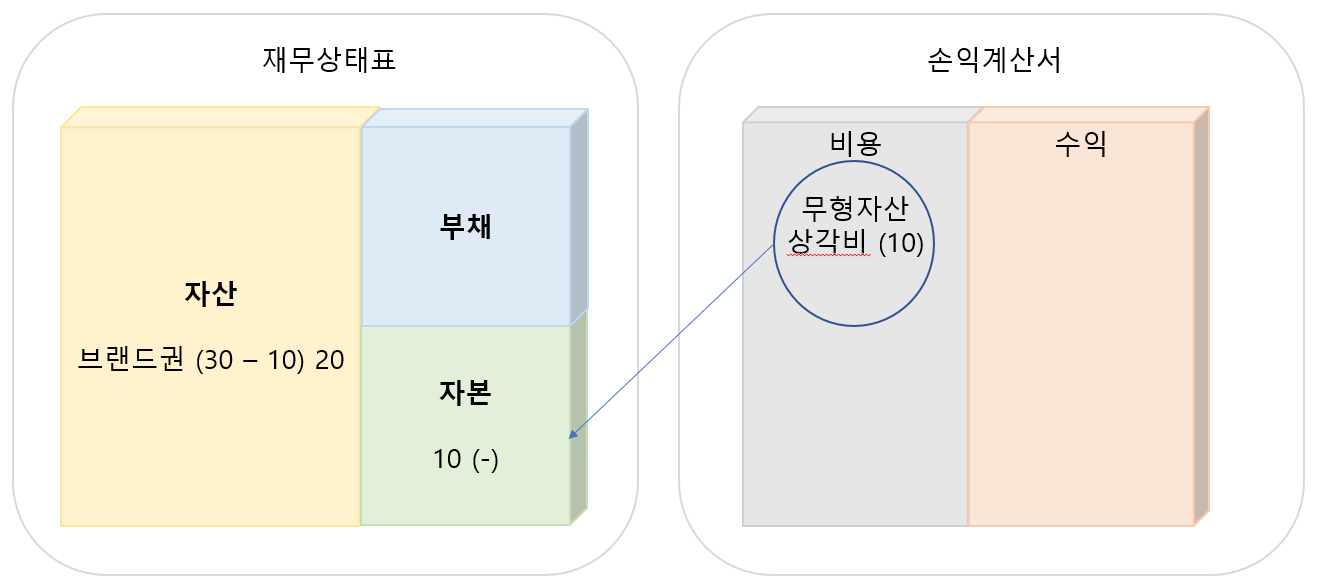 재무상태표
자산
브랜드권 (30 – 10) 20
부채
자본
10 (-)
손익계산서
비용
무형자산
상각비 (10)
수익